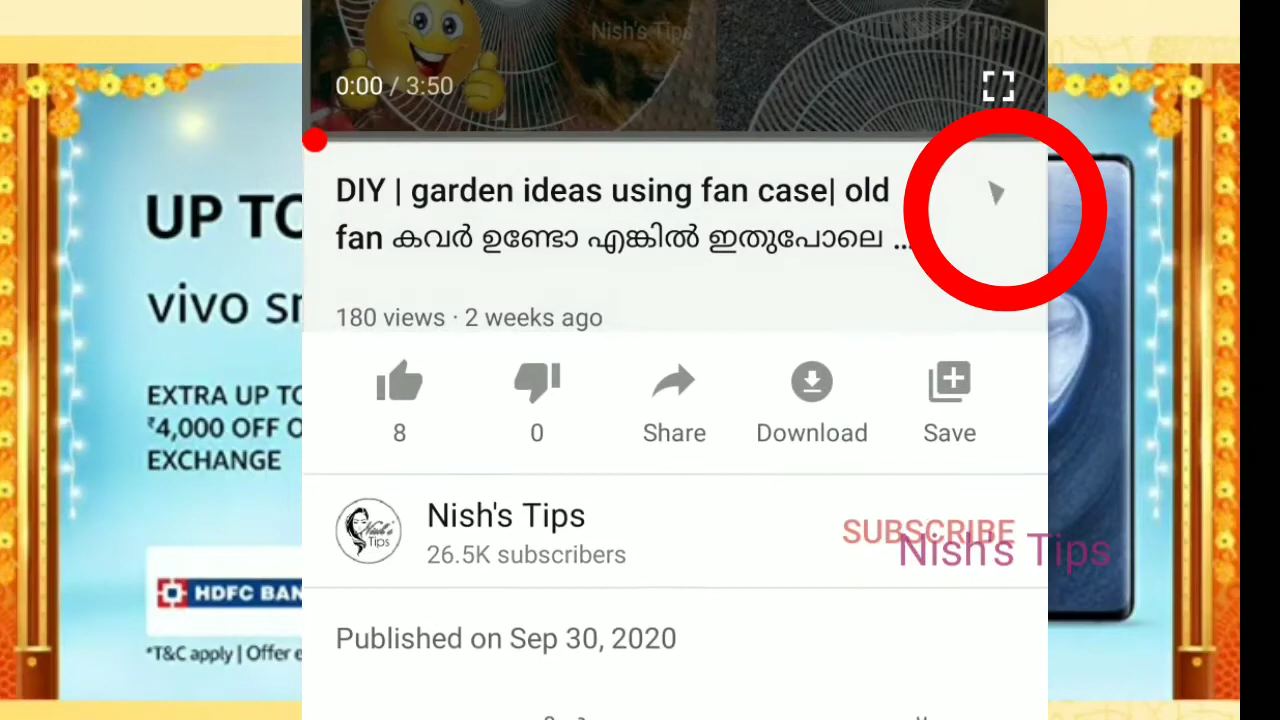 Nish's Tips
Nish's Tips
0:00 / 3:50
DIY | garden ideas using fan case| old
fan കവർ ഉണ്ടോ എങ്കിൽ ഇതുപോലെ ...
180 views · 2 weeks ago
8
0
Share
Download
Save
Nish's Tips
26.5K subscribers
SUBSCRIBE
Nish's Tips
Nish's
Tips
Published on Sep 30, 2020
UP TO
vivo
EXTRA UP TO
₹4,000 OFF
EXCHANGE
HDFC
*T&C apply | Offer